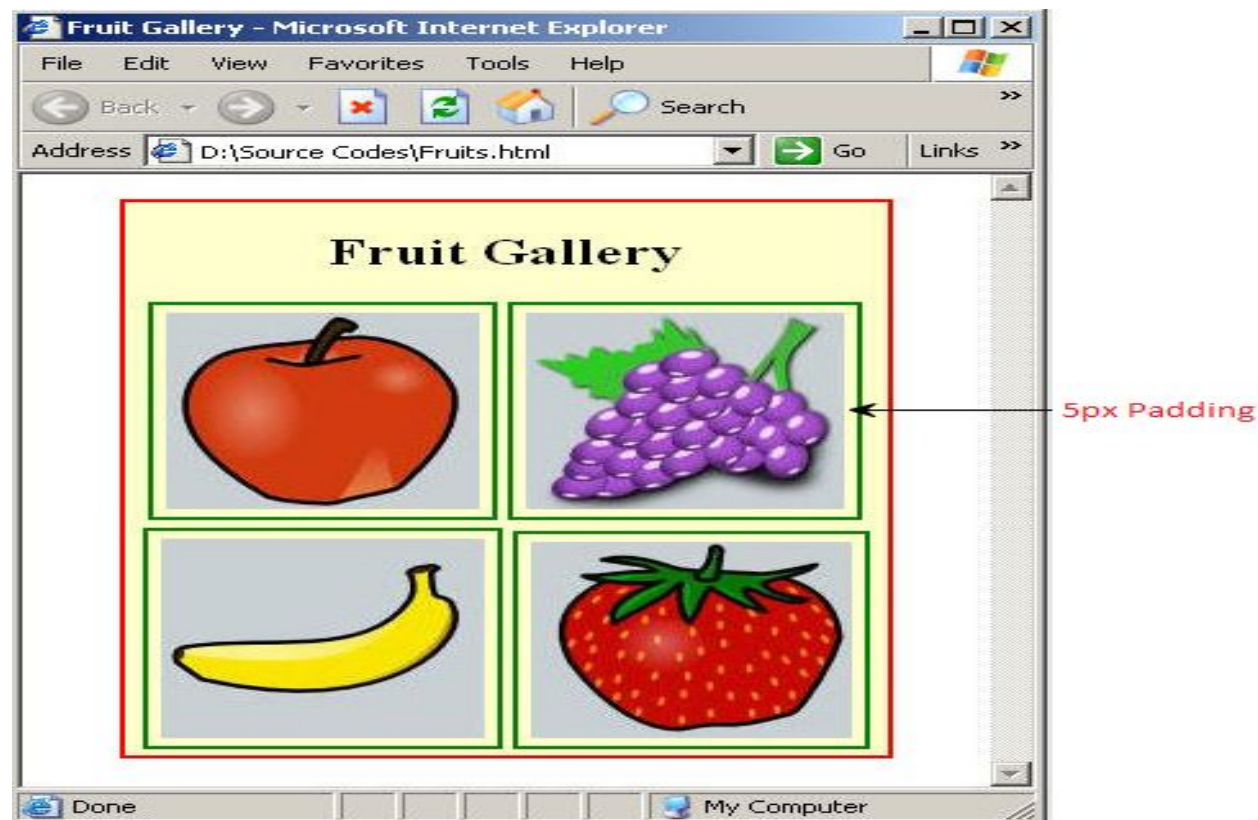 Fruit Gallery - Microsoft Internet Explorer
File Edit View Favorites Tools Help
Back Search »
Address D:\Source Codes\Fruits.html Go Links »
Fruit Gallery
5px Padding
Done My Computer